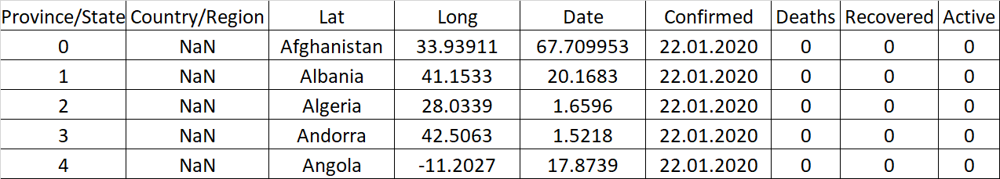 Province/State Country/Region Lat Long Date Confirmed Deaths Recovered Active
0 NaN Afghanistan 33.93911 67.709953 22.01.2020 0 0 0
1 NaN Albania 41.1533 20.1683 22.01.2020 0 0 0
2 NaN Algeria 28.0339 1.6596 22.01.2020 0 0 0
3 NaN Andorra 42.5063 1.5218 22.01.2020 0 0 0
4 NaN Angola -11.2027 17.8739 22.01.2020 0 0 0